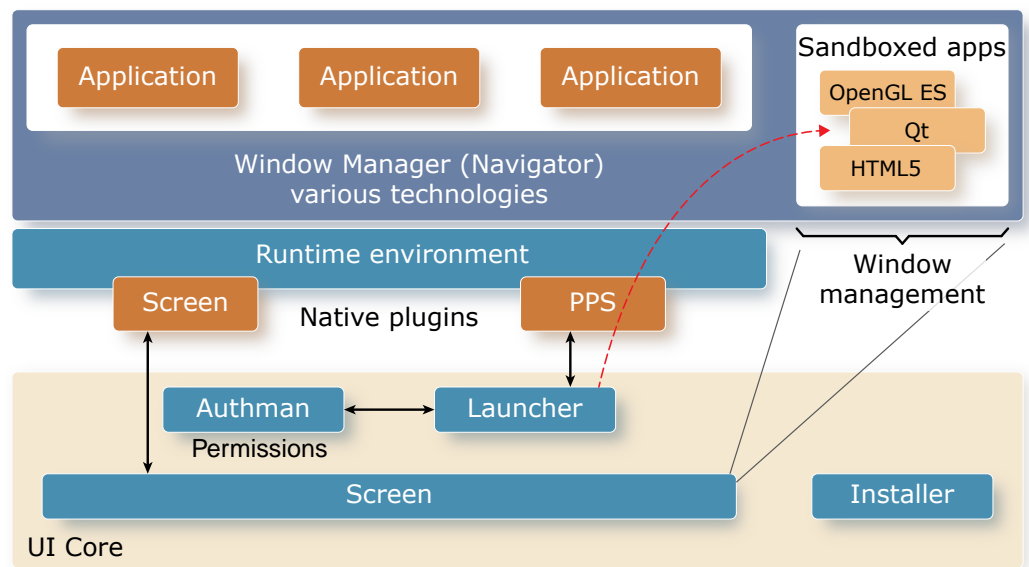 Sandboxed apps
Application
Application
Application
OpenGL ES
Qt
HTML5
Window Manager (Navigator)
various technologies
Runtime environment
Window
management
Screen
Native plugins
PPS
Authman
Launcher
Permissions
Screen
Installer
UI Core